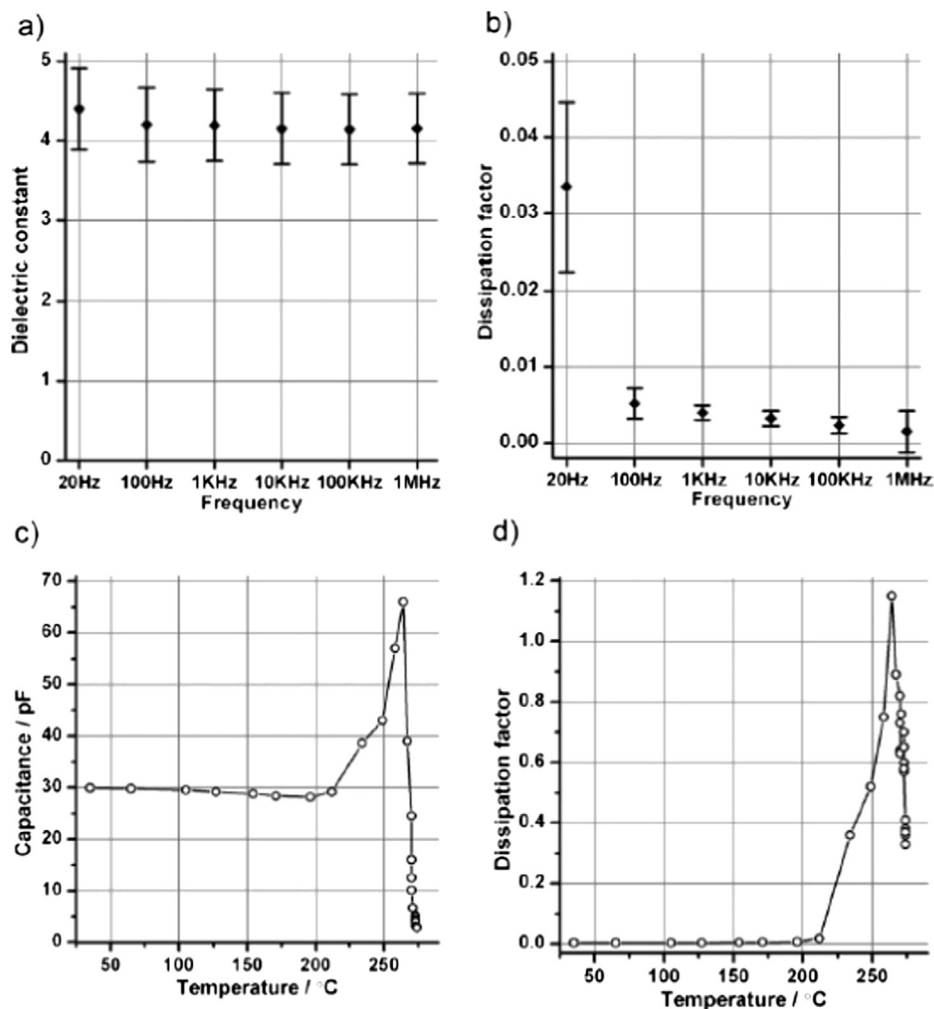 a)
Dielectric constant
5
4
3
2
1
0
20Hz 100Hz 1KHz 10KHz 100KHz 1MHz
Frequency
b)
Dissipation factor
0.05
0.04
0.03
0.02
0.01
0.00
20Hz 100Hz 1KHz 10KHz 100KHz 1MHz
Frequency
c)
Capacitance / pF
70
60
50
40
30
20
10
0
50 100 150 200 250
Temperature / °C
d)
Dissipation factor
1.2
1.0
0.8
0.6
0.4
0.2
0.0
50 100 150 200 250
Temperature / °C